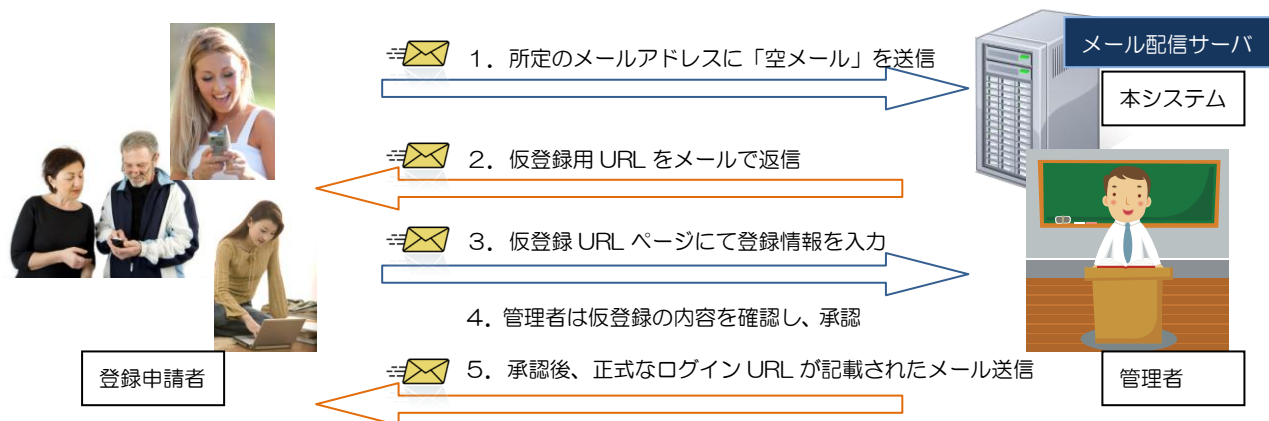 1．所定のメールアドレスに「空メール」を送信
メール配信サーバ
本システム
2．仮登録用 URL をメールで返信
3．仮登録 URL ページにて登録情報を入力
4．管理者は仮登録の内容を確認し、承認
5．承認後、正式なログイン URL が記載されたメール送信
登録申請者
管理者